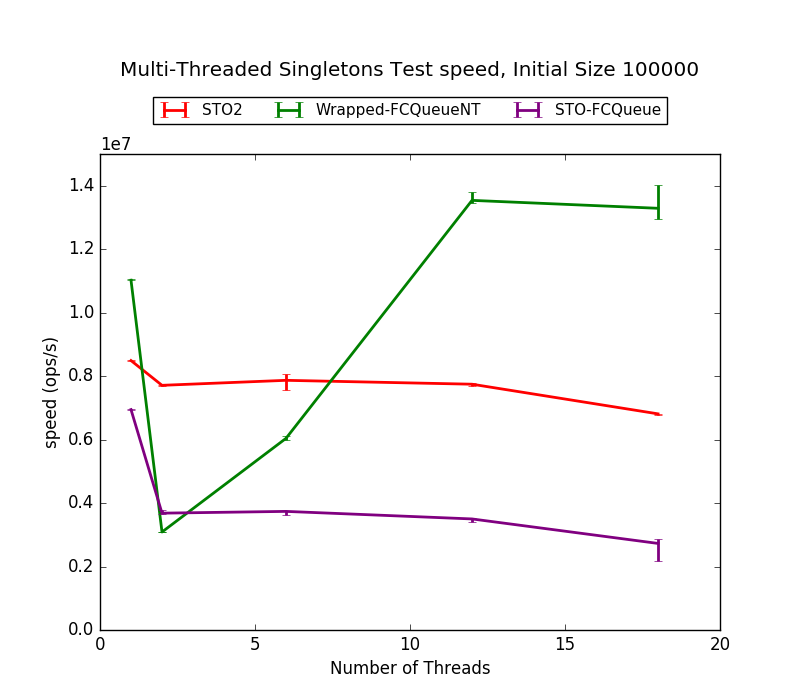 Multi-Threaded Singletons Test speed, Initial Size 100000
STO2 Wrapped-FCQueueNT STO-FCQueue
1e7
1.4
1.2
1.0
0.8
0.6
0.4
0.2
0.0
speed (ops/s)
0 5 10 15 20
Number of Threads